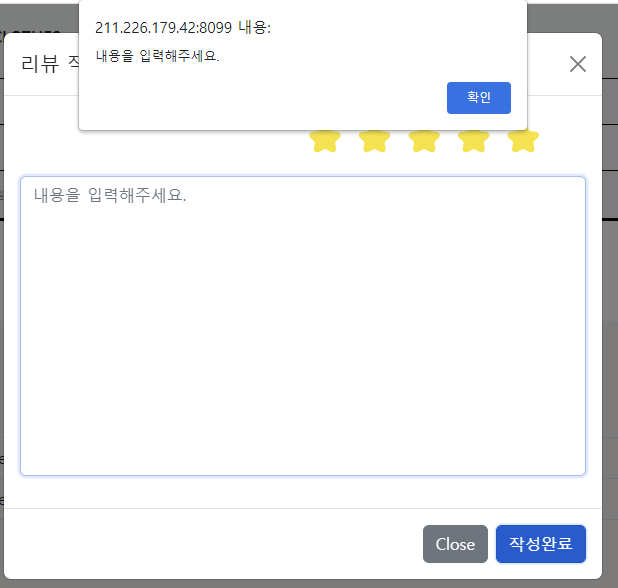 211.226.179.42:8099 내용:
내용을 입력해주세요.
확인
리뷰
내용을 입력해주세요.
Close
작성완료